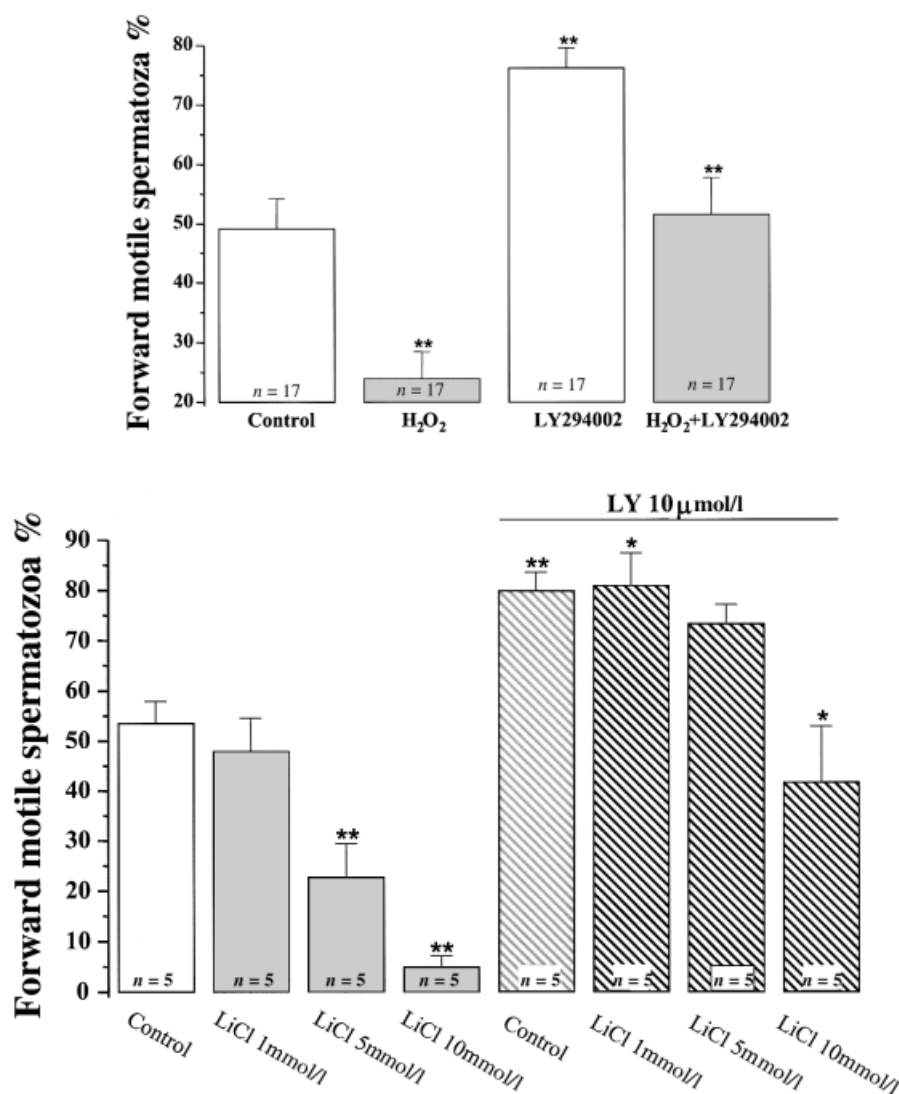 Forward motile spermatoza %
80
70
60
50
40
30
20
**
**
**
n = 17
n = 17
n = 17
n = 17
Control
H₂O₂
LY294002
H₂O₂+LY294002
LY 10 μmol/l
Forward motile spermatozoa %
90
80
70
60
50
40
30
20
10
0
**
**
**
*
*
n = 5
n = 5
n = 5
n = 5
n = 5
n = 5
n = 5
n = 5
Control
LiCl 1mmol/l
LiCl 5mmol/l
LiCl 10mmol/l
Control
LiCl 1mmol/l
LiCl 5mmol/l
LiCl 10mmol/l